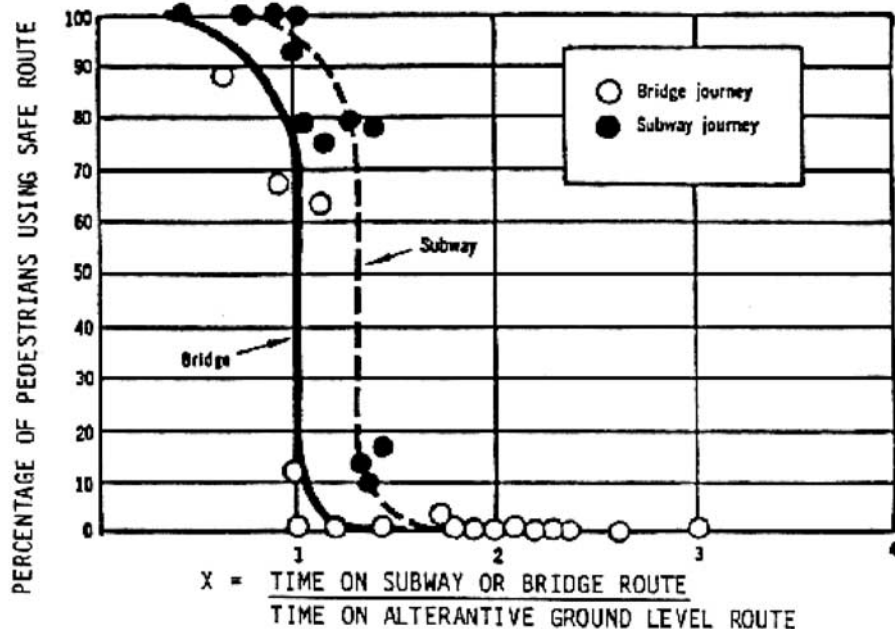 PERCENTAGE OF PEDESTRIANS USING SAFE ROUTE
100
90
80
70
60
50
40
30
20
10
0
Bridge journey
Subway journey
Subway
Bridge
1
2
3
4
X = TIME ON SUBWAY OR BRIDGE ROUTE
TIME ON ALTERANTIVE GROUND LEVEL ROUTE